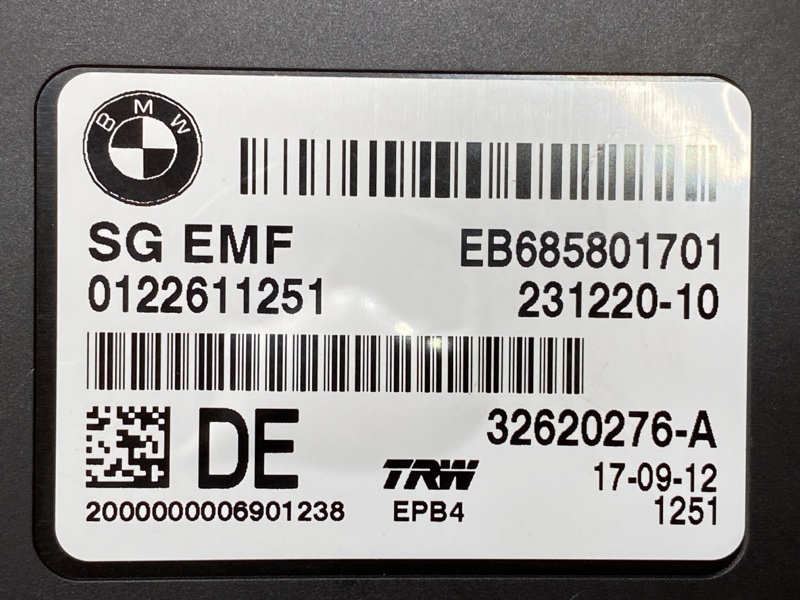 BMW
SG EMF EB685801701
0122611251 231220-10
DE 32620276-A
TRW 17-09-12
2000000006901238 EPB4 1251